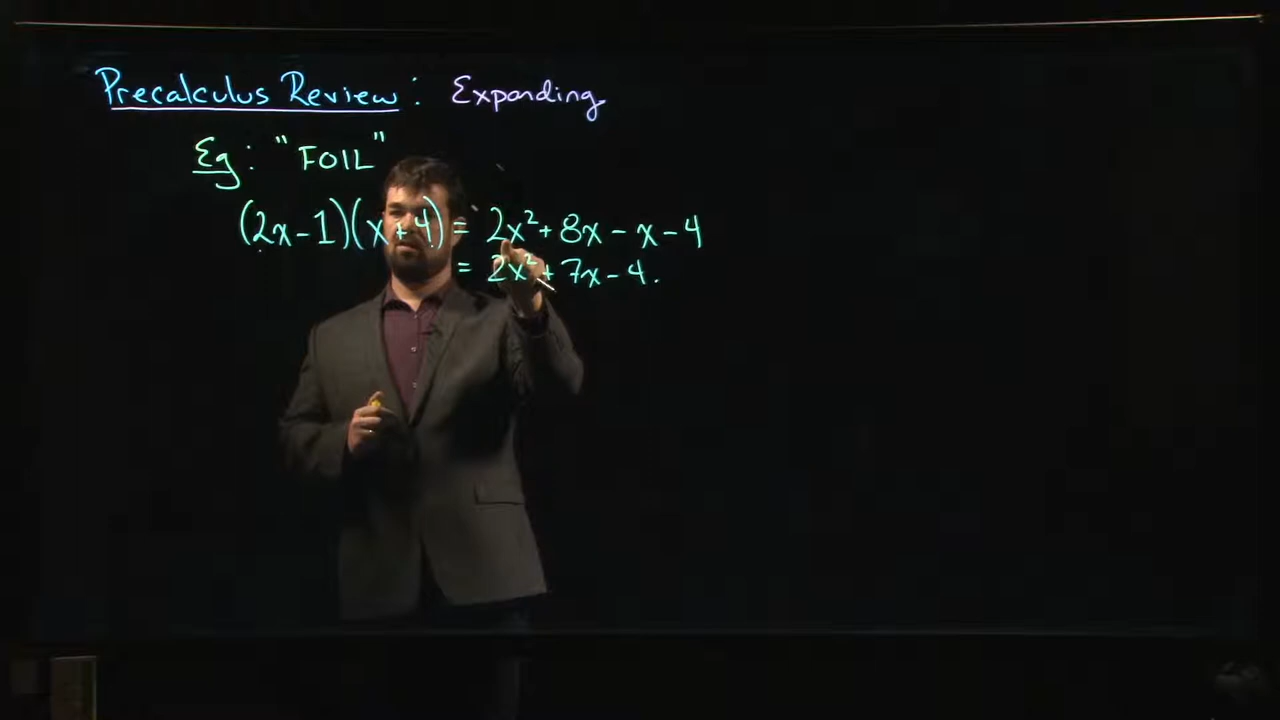 Precalculus Review: Expanding
Eg: "FOIL"
(2x-1)(x+4) = 2x²+8x-x-4
= 2x²+7x-4.